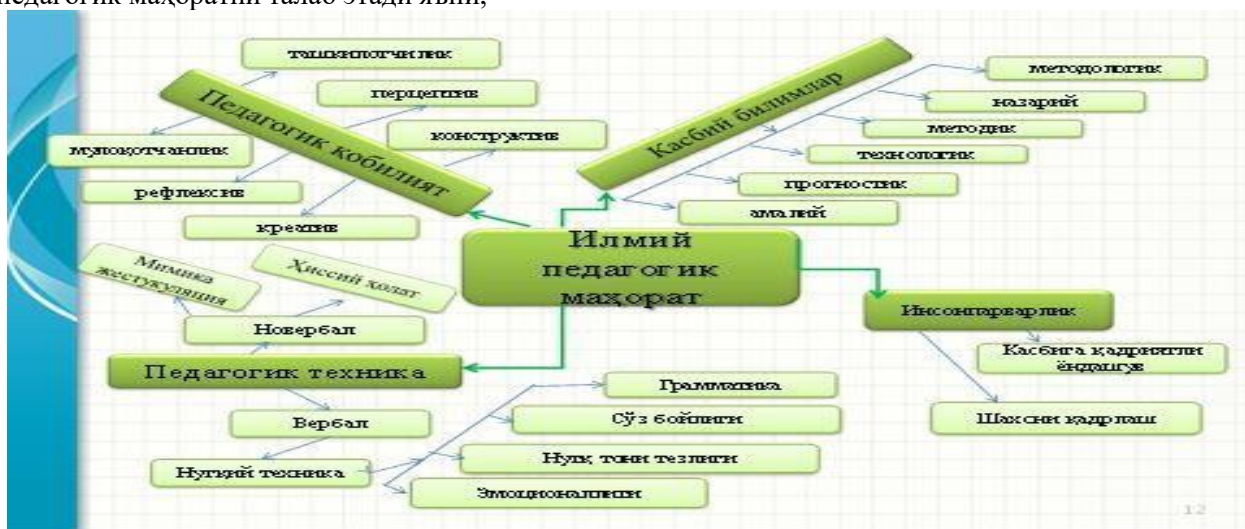 педагогик маҳоратни талаб этади яъни,
ташкилотчилик
перцептив
конструктив
Педагогик қобилият
мулоқотчанлик
рефлексив
креатив
Касбий билимлар
методологик
назарий
методик
технологик
прогностик
амалий
Илмий
педагогик
маҳорат
Мимика
жестукуляция
Ҳиссий ҳолат
Новербал
Педагогик техника
Вербал
Нутқий техника
Грамматика
Сўз бойлиги
Нутқ тони тезлиги
Эмоционаллиги
Инсонпарварлик
Касбига қадриятли
ёндашув
Шахсни қадрлаш
12